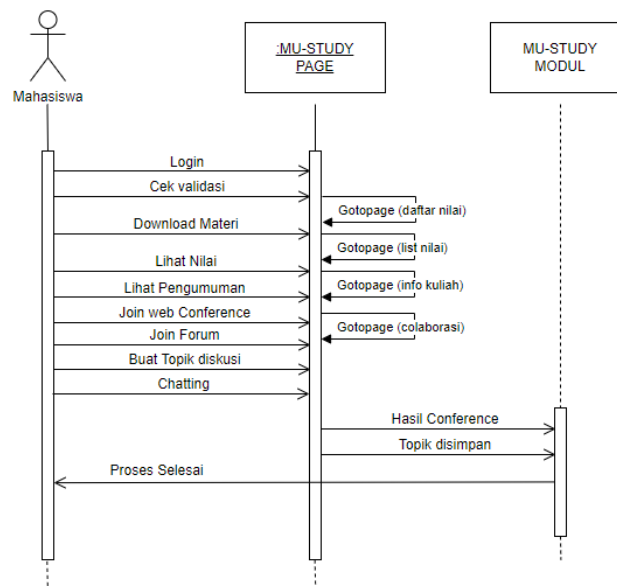 :MU-STUDY
PAGE
MU-STUDY
MODUL
Mahasiswa
Login
Cek validasi
Gotopage (daftar nilai)
Download Materi
Gotopage (list nilai)
Lihat Nilai
Gotopage (info kuliah)
Lihat Pengumuman
Join web Conference
Gotopage (colaborasi)
Join Forum
Buat Topik diskusi
Chatting
Hasil Conference
Topik disimpan
Proses Selesai